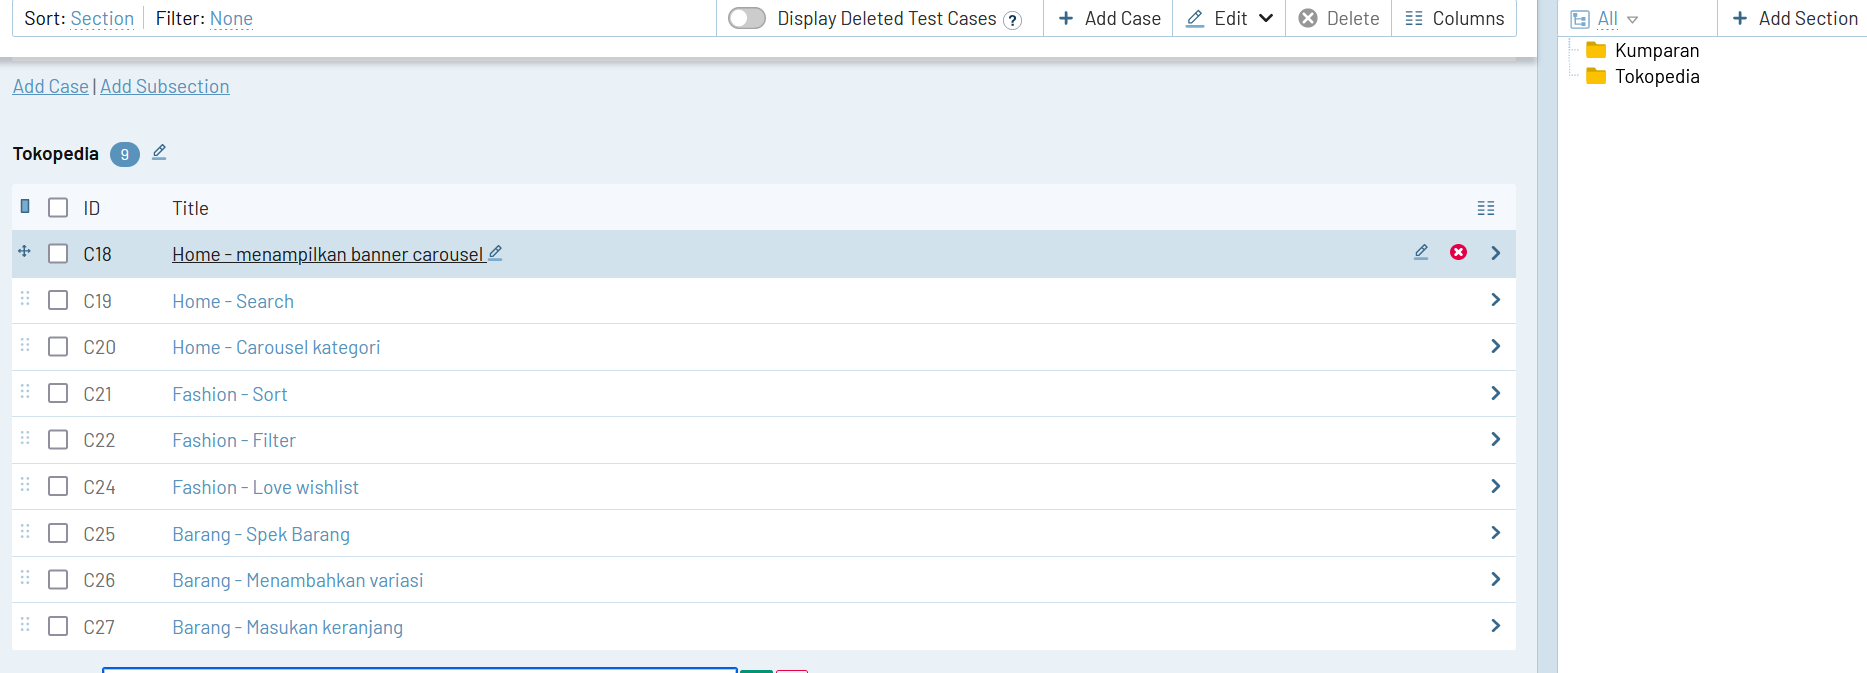 Sort: Section Filter: None Display Deleted Test Cases ? Add Case Edit Delete Columns All Add Section
Kumparan
Tokopedia
Add Case | Add Subsection
Tokopedia 9
ID Title
C18 Home - menampilkan banner carousel
C19 Home - Search
C20 Home - Carousel kategori
C21 Fashion - Sort
C22 Fashion - Filter
C24 Fashion - Love wishlist
C25 Barang - Spek Barang
C26 Barang - Menambahkan variasi
C27 Barang - Masukan keranjang